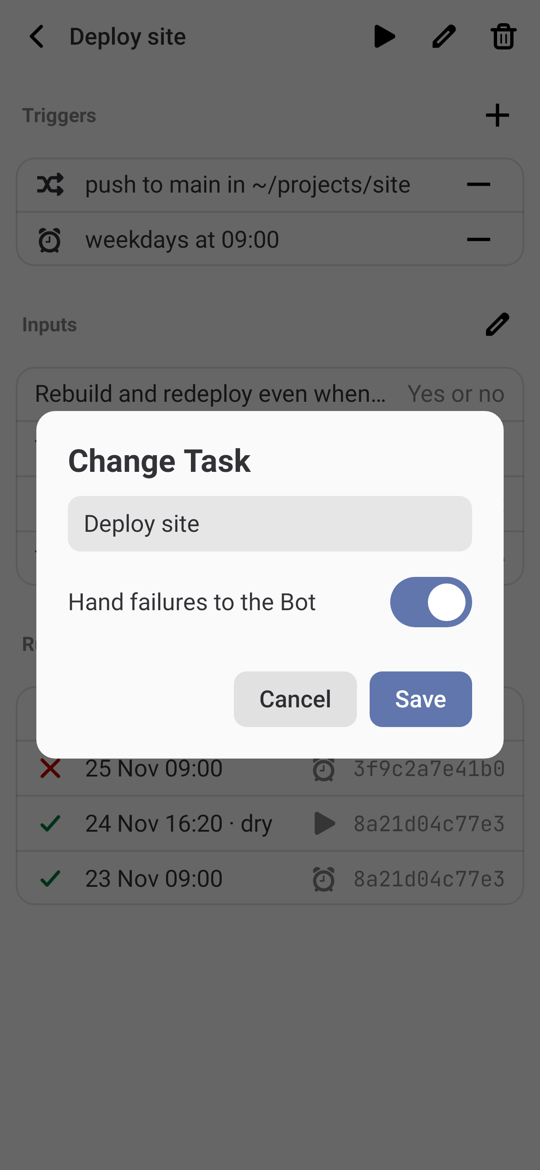 Deploy site
Triggers
push to main in ~/projects/site
weekdays at 09:00
Inputs
Rebuild and redeploy even when… Yes or no
Change Task
Deploy site
Hand failures to the Bot
Cancel Save
25 Nov 09:00 3f9c2a7e41b0
24 Nov 16:20 · dry 8a21d04c77e3
23 Nov 09:00 8a21d04c77e3